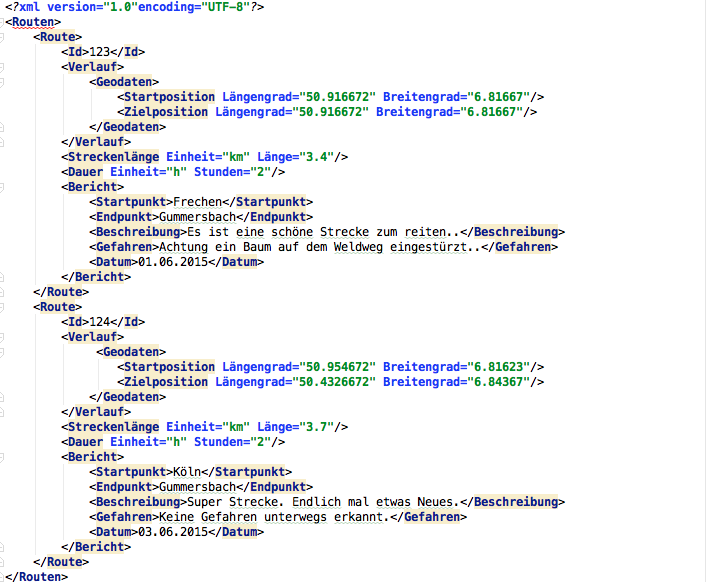 <?xml version="1.0"encoding="UTF-8"?>
<Routen>
    <Route>
        <Id>123</Id>
        <Verlauf>
            <Geodaten>
                <Startposition Längengrad="50.916672" Breitengrad="6.81667"/>
                <Zielposition Längengrad="50.916672" Breitengrad="6.81667"/>
            </Geodaten>
        </Verlauf>
        <Streckenlänge Einheit="km" Länge="3.4"/>
        <Dauer Einheit="h" Stunden="2"/>
        <Bericht>
            <Startpunkt>Frechen</Startpunkt>
            <Endpunkt>Gummersbach</Endpunkt>
            <Beschreibung>Es ist eine schöne Strecke zum reiten..</Beschreibung>
            <Gefahren>Achtung ein Baum auf dem Weldweg eingestürzt..</Gefahren>
            <Datum>01.06.2015</Datum>
        </Bericht>
    </Route>
    <Route>
        <Id>124</Id>
        <Verlauf>
             <Geodaten>
                <Startposition Längengrad="50.954672" Breitengrad="6.81623"/>
                <Zielposition Längengrad="50.4326672" Breitengrad="6.84367"/>
            </Geodaten>
        </Verlauf>
        <Streckenlänge Einheit="km" Länge="3.7"/>
        <Dauer Einheit="h" Stunden="2"/>
        <Bericht>
            <Startpunkt>Köln</Startpunkt>
            <Endpunkt>Gummersbach</Endpunkt>
            <Beschreibung>Super Strecke. Endlich mal etwas Neues.</Beschreibung>
            <Gefahren>Keine Gefahren unterwegs erkannt.</Gefahren>
            <Datum>03.06.2015</Datum>
        </Bericht>
    </Route>
</Routen>